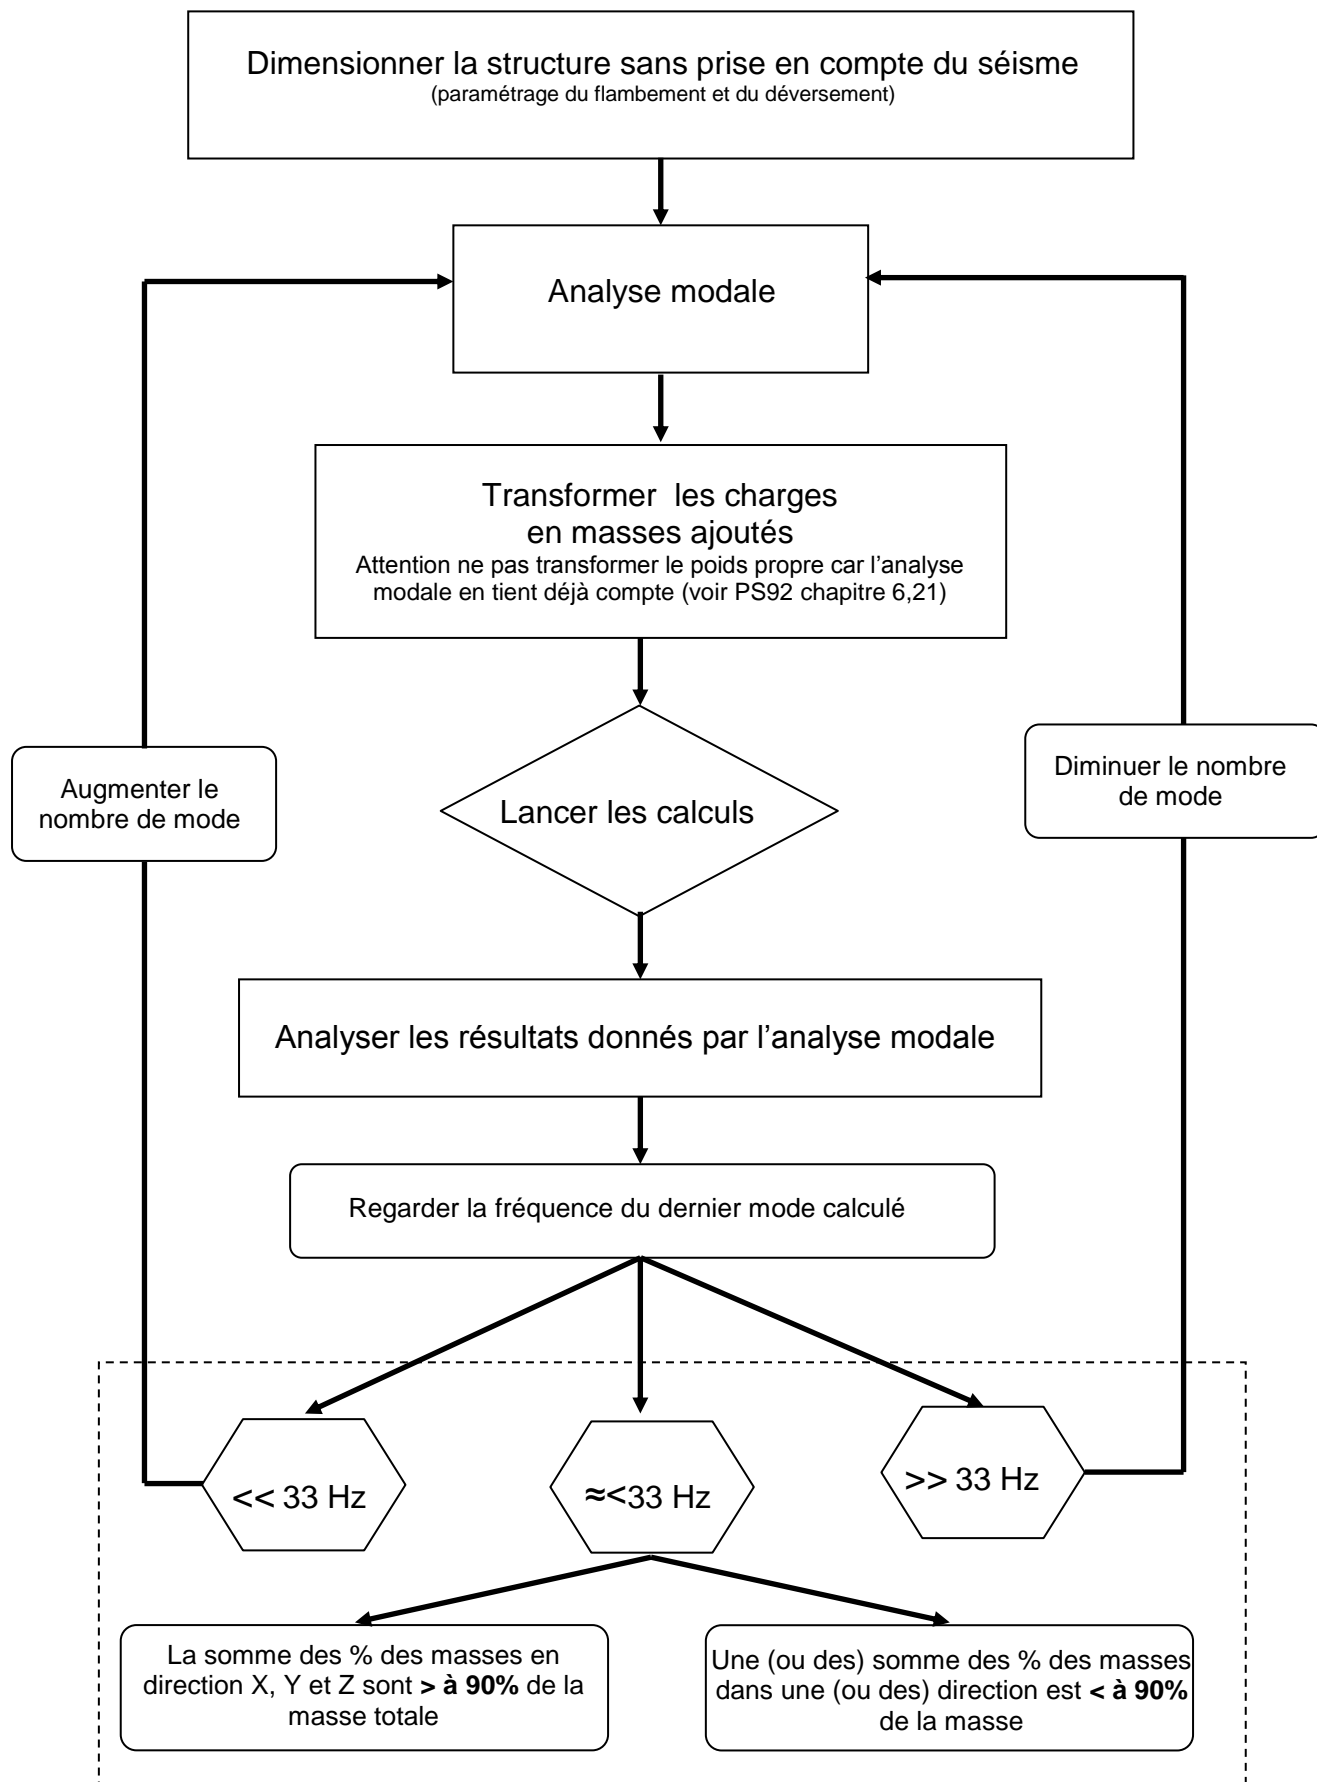 Dimensionner la structure sans prise en compte du séisme
(paramétrage du flambement et du déversement)
Analyse modale
Transformer les charges
en masses ajoutés
Attention ne pas transformer le poids propre car l'analyse
modale en tient déjà compte (voir PS92 chapitre 6,21)
Augmenter le
nombre de mode
Lancer les calculs
Diminuer le nombre
de mode
Analyser les résultats donnés par l'analyse modale
Regarder la fréquence du dernier mode calculé
<< 33 Hz
≈<33 Hz
>> 33 Hz
La somme des % des masses en
direction X, Y et Z sont > à 90% de la
masse totale
Une (ou des) somme des % des masses
dans une (ou des) direction est < à 90%
de la masse